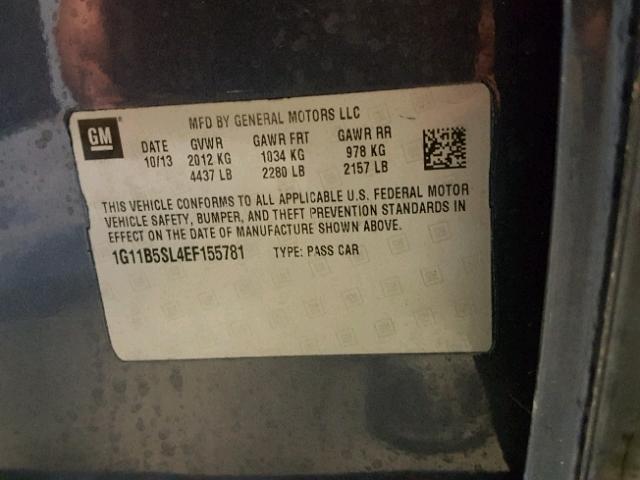 GM
MFD BY GENERAL MOTORS LLC
DATE GVWR GAWR FRT GAWR RR
10/13 2012 KG 1034 KG 978 KG
4437 LB 2280 LB 2157 LB
THIS VEHICLE CONFORMS TO ALL APPLICABLE U.S. FEDERAL MOTOR
VEHICLE SAFETY, BUMPER, AND THEFT PREVENTION STANDARDS IN
EFFECT ON THE DATE OF MANUFACTURE SHOWN ABOVE.
1G11B5SL4EF155781 TYPE: PASS CAR